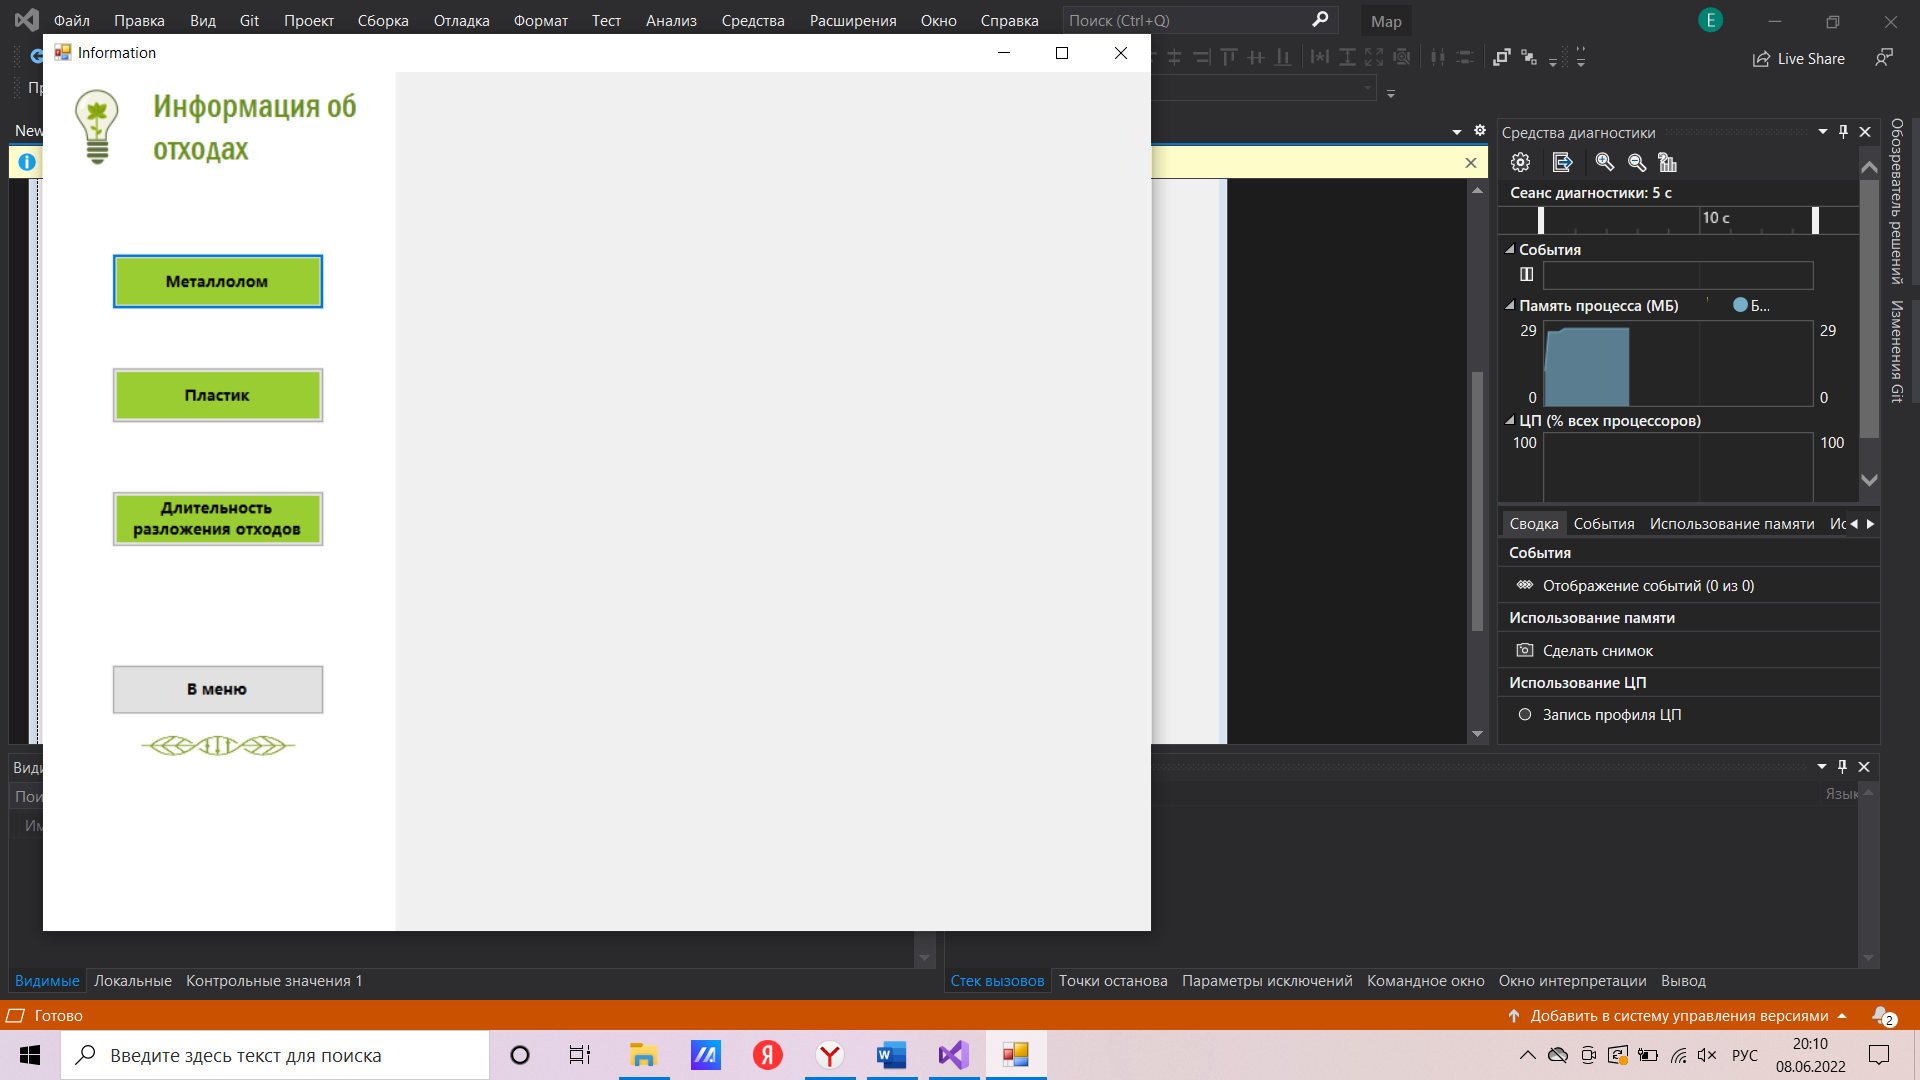 Файл Правка Вид Git Проект Сборка Отладка Формат Тест Анализ Средства Расширения Окно Справка Поиск (Ctrl+Q) Map E
Information
Live Share
Информация об
отходах
New
Средства диагностики
Сеанс диагностики: 5 с
10 с
События
Память процесса (МБ) Б...
29 29
0 0
ЦП (% всех процессоров)
100 100
Обозреватель решений
Изменения Git
Металлолом
Пластик
Длительность
разложения отходов
В меню
Сводка События Использование памяти
События
Отображение событий (0 из 0)
Использование памяти
Сделать снимок
Использование ЦП
Запись профиля ЦП
Язык
Видимые Локальные Контрольные значения 1
Стек вызовов Точки останова Параметры исключений Командное окно Окно интерпретации Вывод
Готово
Добавить в систему управления версиями 2
Введите здесь текст для поиска
РУС
20:10
08.06.2022